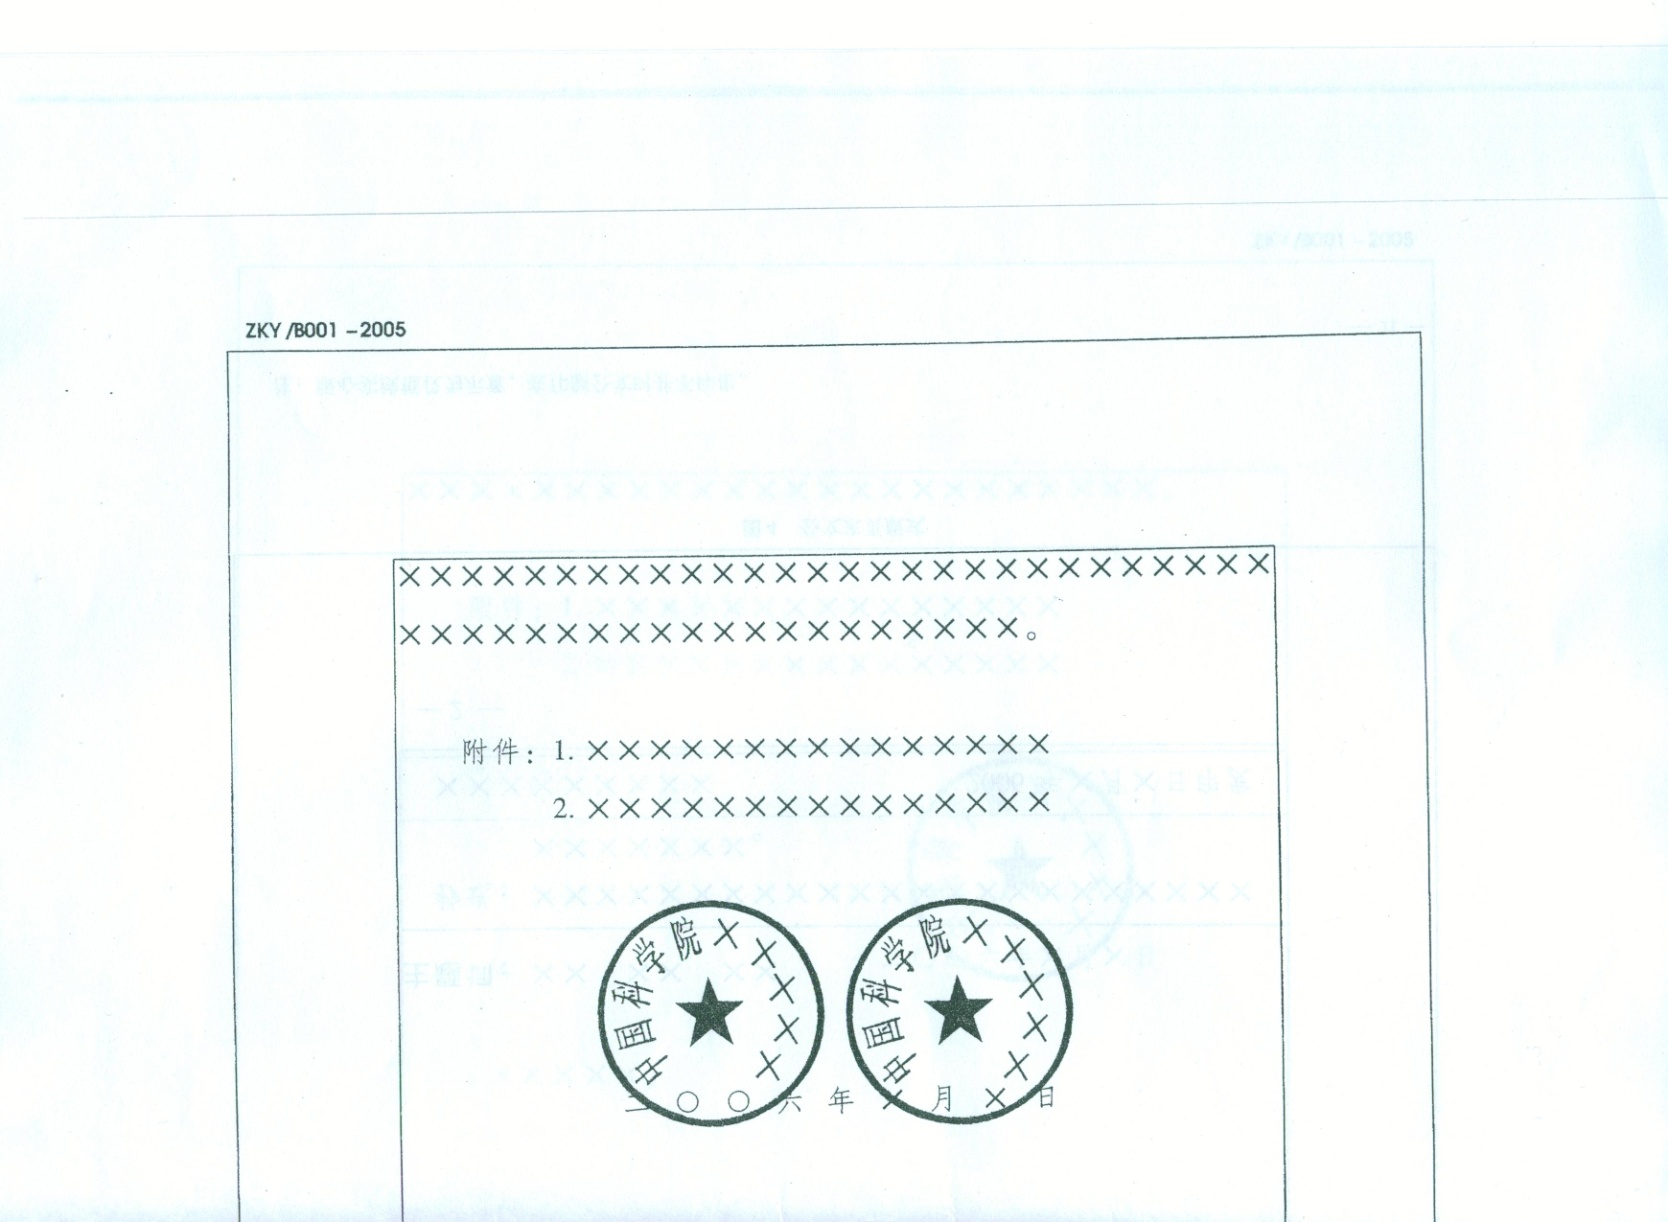 ZKY/B001-2005
××××××××××××××××××××××××××××
××××××××××××××××××××。
附件：1. ×××××××××××××××
2. ×××××××××××××××
中国科学院×××××
中国科学院×××××
二〇〇六年×月×日